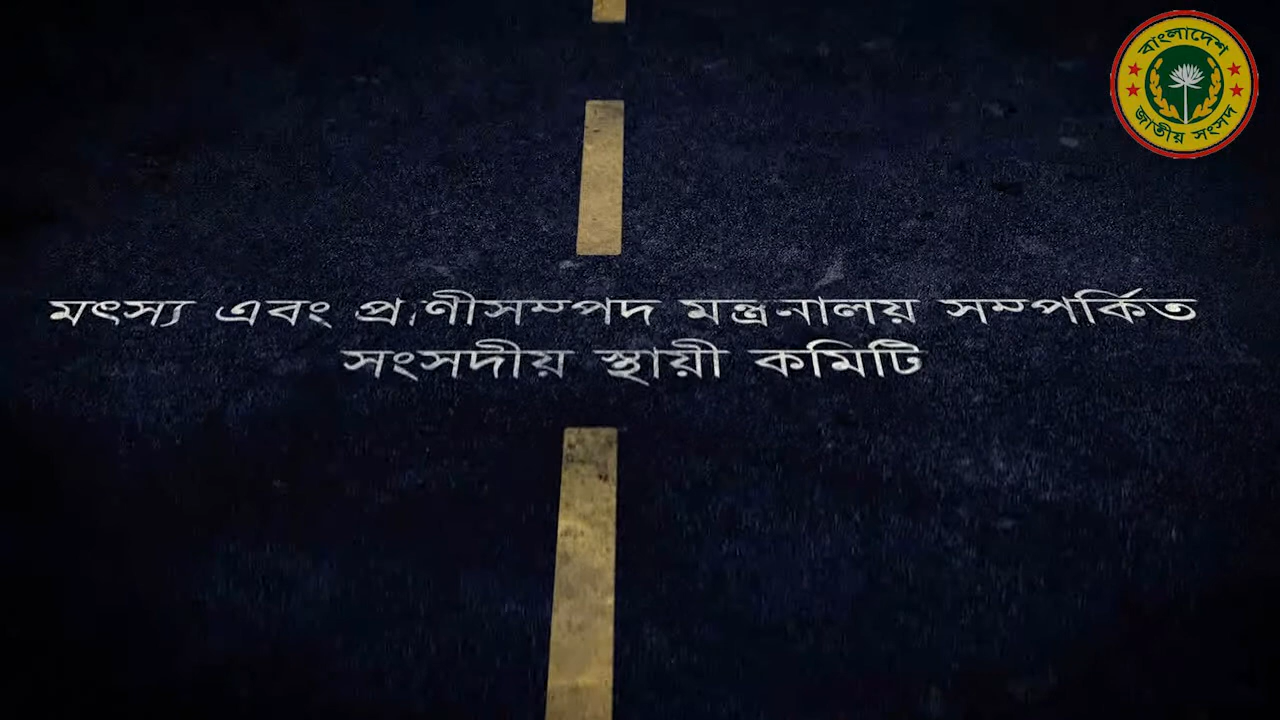 বাংলাদেশ
জাতীয় সংসদ
মৎস্য এবং প্রাণীসম্পদ মন্ত্রনালয় সম্পর্কিত
সংসদীয় স্থায়ী কমিটি